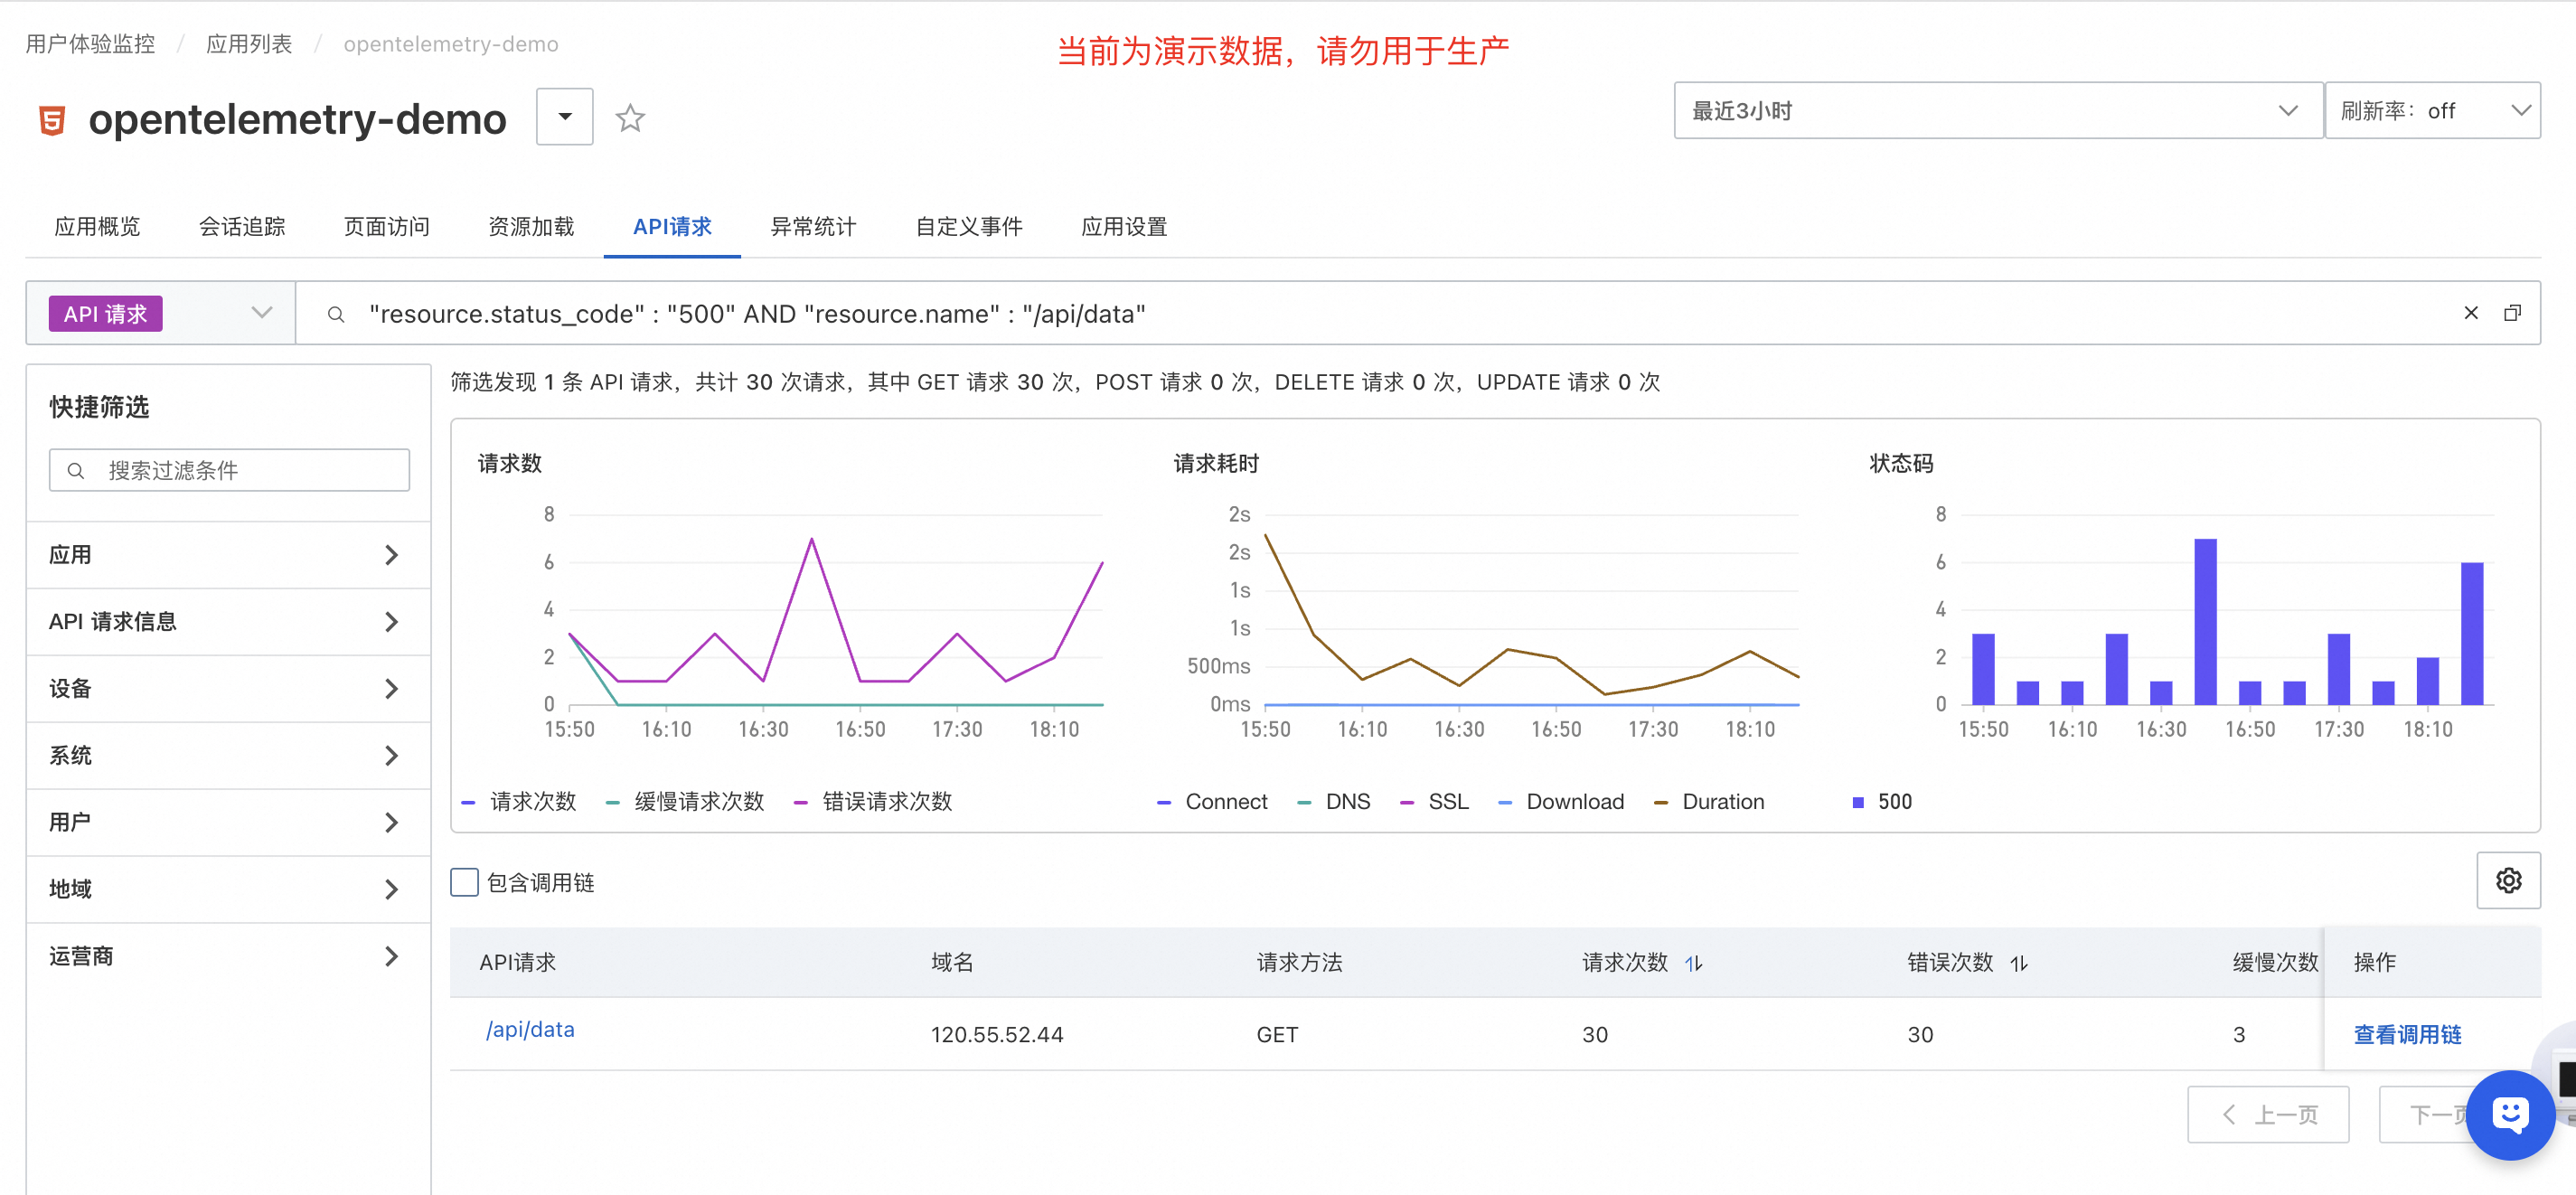 用户体验监控 / 应用列表 / opentelemetry-demo
当前为演示数据，请勿用于生产
opentelemetry-demo
最近3小时
刷新率：off
应用概览 会话追踪 页面访问 资源加载 API请求 异常统计 自定义事件 应用设置
API 请求
"resource.status_code" : "500" AND "resource.name" : "/api/data"
快捷筛选
搜索过滤条件
应用
API 请求信息
设备
系统
用户
地域
运营商
筛选发现 1 条 API 请求，共计 30 次请求，其中 GET 请求 30 次，POST 请求 0 次，DELETE 请求 0 次，UPDATE 请求 0 次
请求数
8
6
4
2
0
15:50 16:10 16:30 16:50 17:30 18:10
请求次数 缓慢请求次数 错误请求次数
请求耗时
2s
2s
1s
1s
500ms
0ms
15:50 16:10 16:30 16:50 17:30 18:10
Connect DNS SSL Download Duration
状态码
8
6
4
2
0
15:50 16:10 16:30 16:50 17:30 18:10
500
包含调用链
API请求 域名 请求方法 请求次数 错误次数 缓慢次数 操作
/api/data 120.55.52.44 GET 30 30 3 查看调用链
上一页 下一页